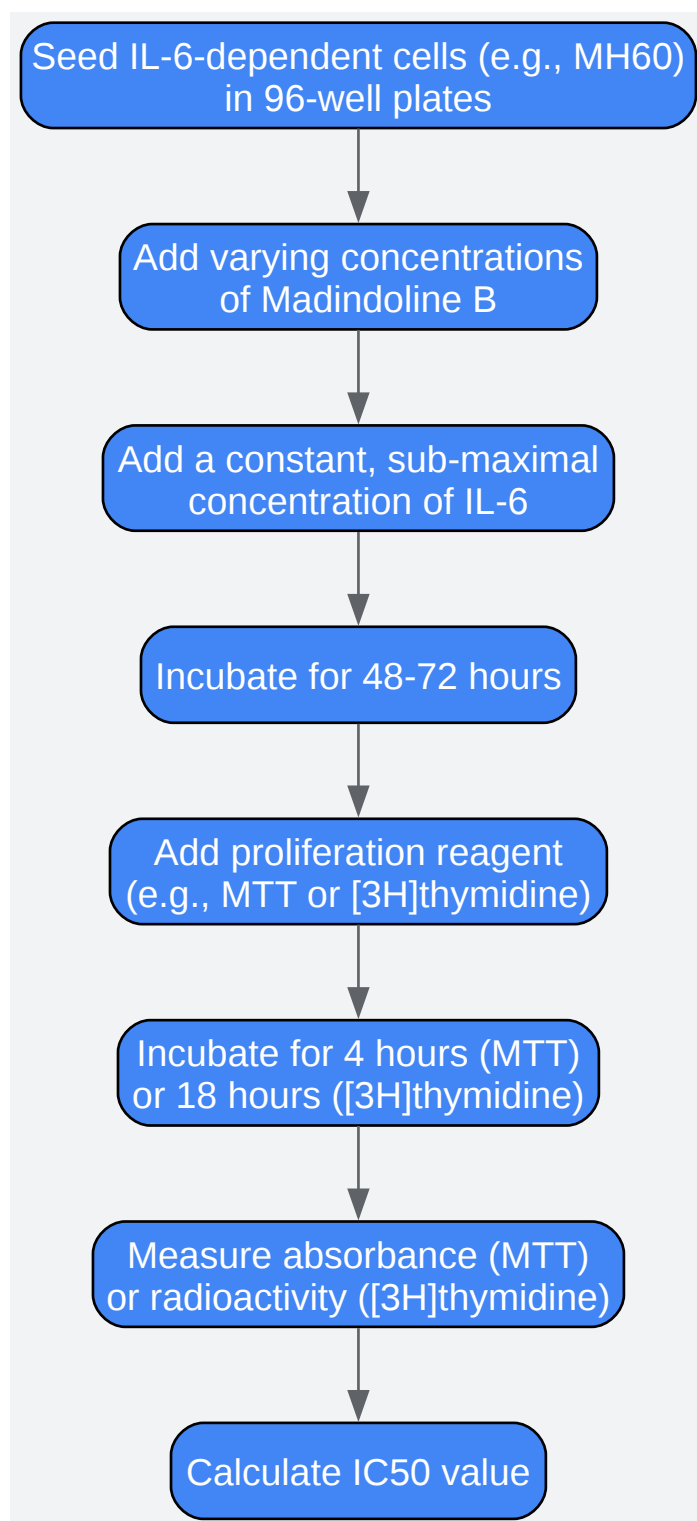 Seed IL-6-dependent cells (e.g., MH60)
in 96-well plates
Add varying concentrations
of Madindoline B
Add a constant, sub-maximal
concentration of IL-6
Incubate for 48-72 hours
Add proliferation reagent
(e.g., MTT or [3H]thymidine)
Incubate for 4 hours (MTT)
or 18 hours ([3H]thymidine)
Measure absorbance (MTT)
or radioactivity ([3H]thymidine)
Calculate IC50 value